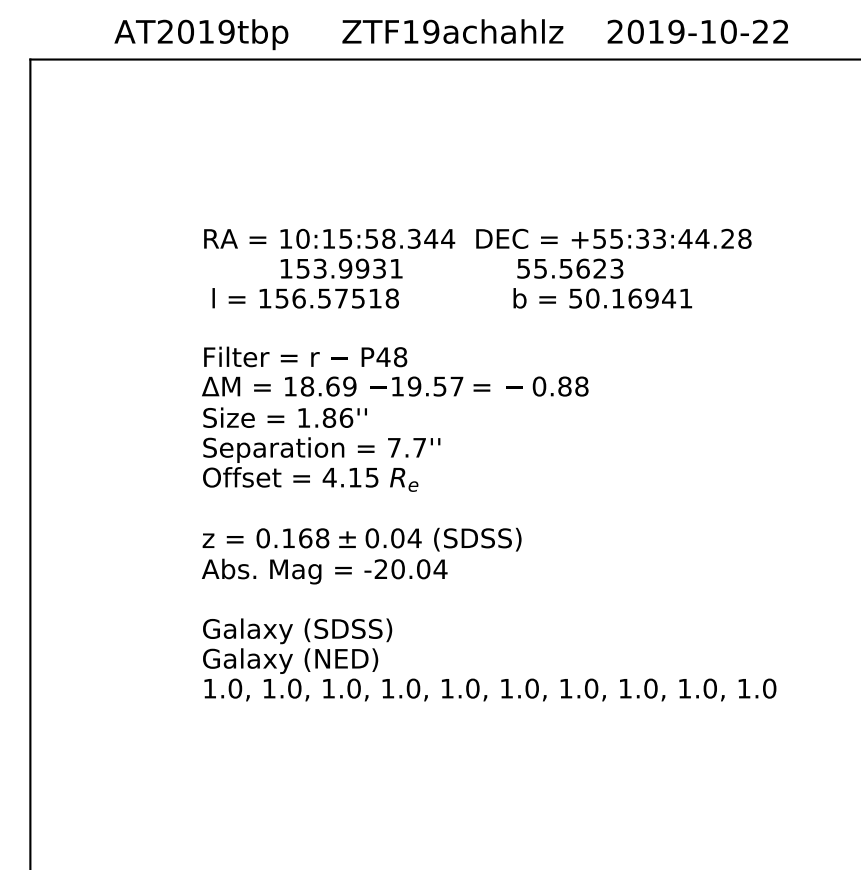 AT2019tbp ZTF19achahlz 2019-10-22
RA = 10:15:58.344 DEC = +55:33:44.28
153.9931 55.5623
l = 156.57518 b = 50.16941
Filter = r − P48
ΔM = 18.69 −19.57 = − 0.88
Size = 1.86''
Separation = 7.7''
Offset = 4.15 Re
z = 0.168 ± 0.04 (SDSS)
Abs. Mag = -20.04
Galaxy (SDSS)
Galaxy (NED)
1.0, 1.0, 1.0, 1.0, 1.0, 1.0, 1.0, 1.0, 1.0, 1.0